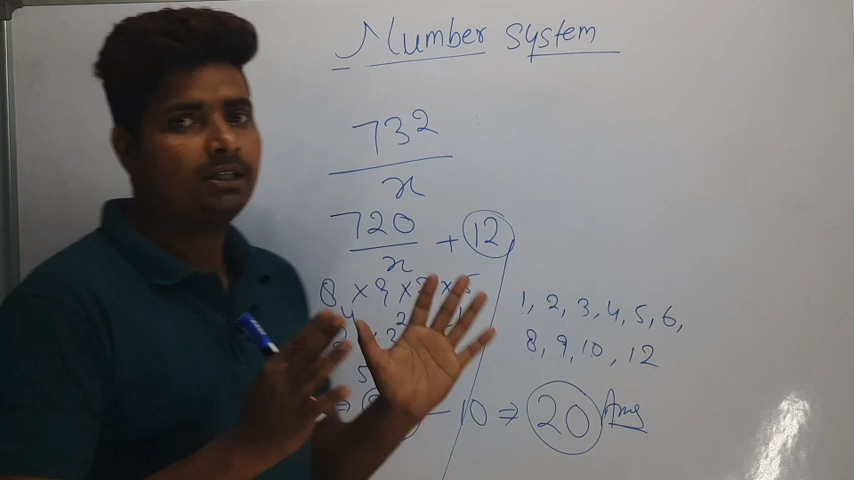 Number System
732
x
720
x
+ 12
8 × 9 ×
1, 2, 3, 4, 5, 6,
8, 9, 10, 12
5
⇒
- 10 ⇒ 20 Ans